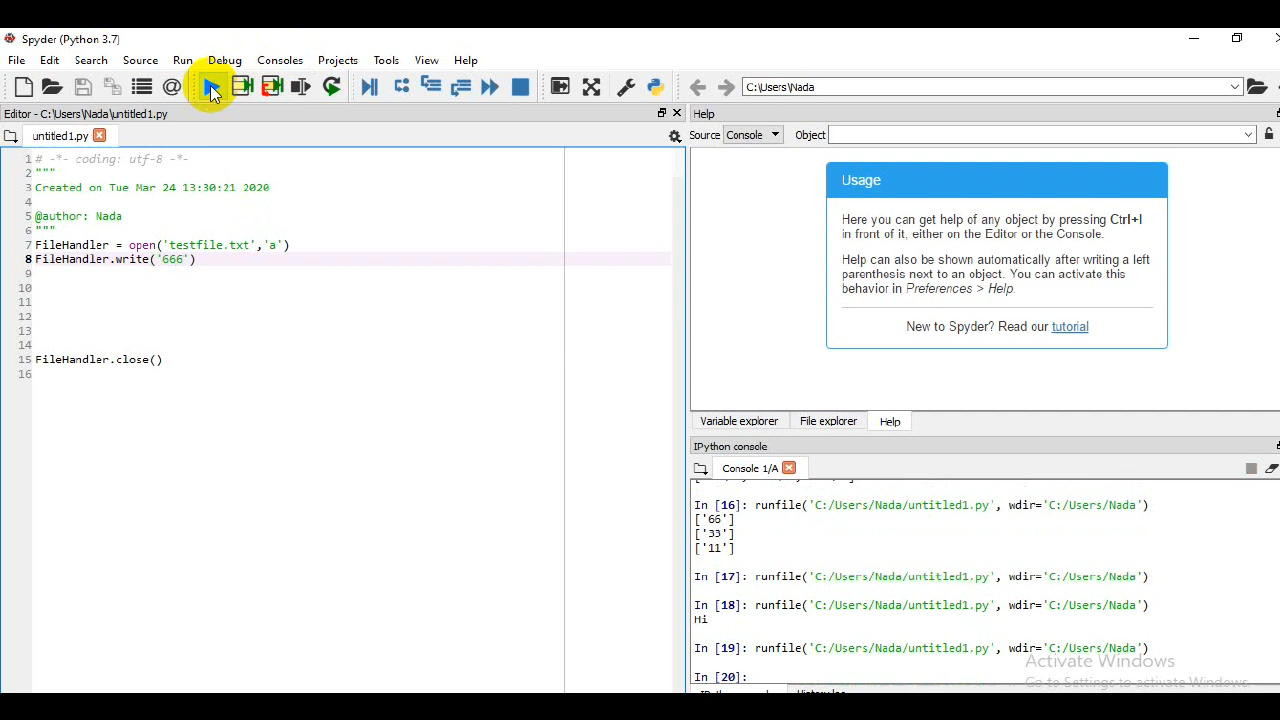 Spyder (Python 3.7)
File Edit Search Source Run Debug Consoles Projects Tools View Help
C:\Users\Nada
Editor - C:\Users\Nada\untitled1.py
Help
untitled1.py
Source Console Object
1 # -*- coding: utf-8 -*-
2 """
3 Created on Tue Mar 24 13:30:21 2020
4
5 @author: Nada
6 """
7 FileHandler = open('testfile.txt','a')
8 FileHandler.write('666')
9
10
11
12
13
14
15 FileHandler.close()
16
Usage
Here you can get help of any object by pressing Ctrl+I
in front of it, either on the Editor or the Console.
Help can also be shown automatically after writing a left
parenthesis next to an object. You can activate this
behavior in Preferences > Help.
New to Spyder? Read our tutorial
Variable explorer File explorer Help
IPython console
Console 1/A
In [16]: runfile('C:/Users/Nada/untitled1.py', wdir='C:/Users/Nada')
['66']
['33']
['11']
In [17]: runfile('C:/Users/Nada/untitled1.py', wdir='C:/Users/Nada')
In [18]: runfile('C:/Users/Nada/untitled1.py', wdir='C:/Users/Nada')
Hi
In [19]: runfile('C:/Users/Nada/untitled1.py', wdir='C:/Users/Nada')
In [20]:
Activate Windows
Go to Settings to activate Windows.